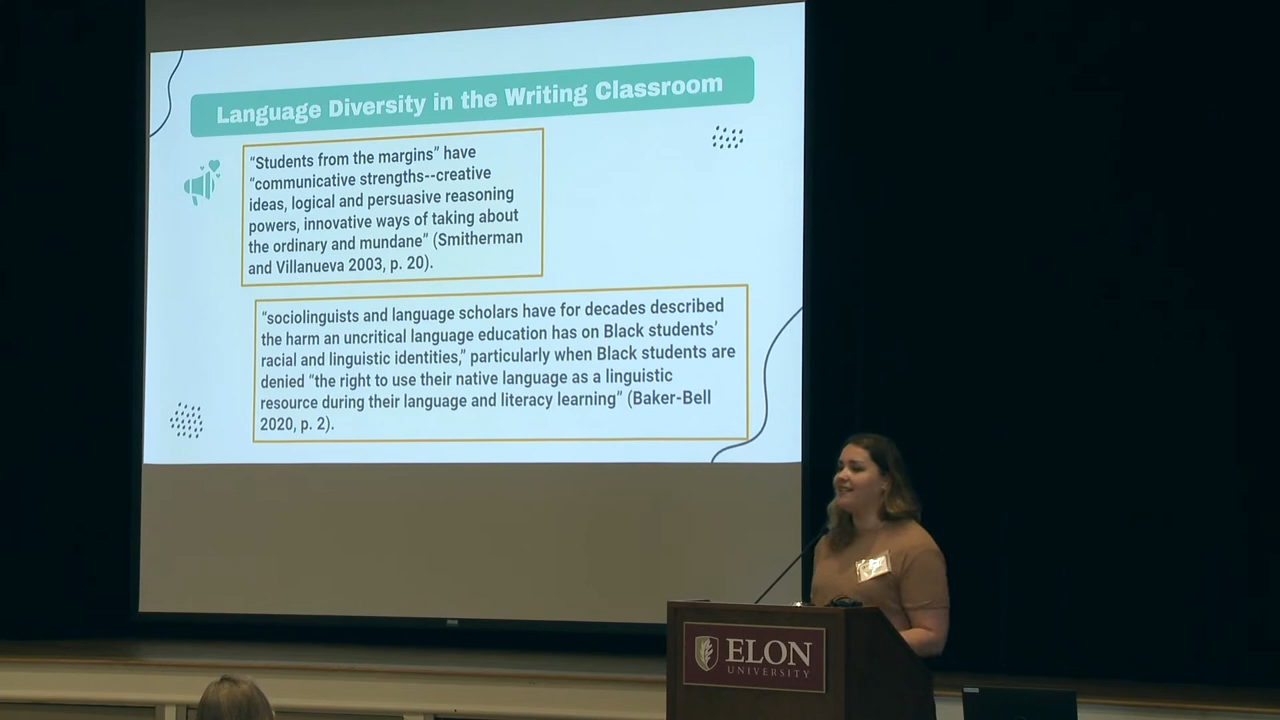 Language Diversity in the Writing Classroom
“Students from the margins” have
“communicative strengths--creative
ideas, logical and persuasive reasoning
powers, innovative ways of taking about
the ordinary and mundane” (Smitherman
and Villanueva 2003, p. 20).
“sociolinguists and language scholars have for decades described
the harm an uncritical language education has on Black students’
racial and linguistic identities,” particularly when Black students are
denied “the right to use their native language as a linguistic
resource during their language and literacy learning” (Baker-Bell
2020, p. 2).
ELON
UNIVERSITY